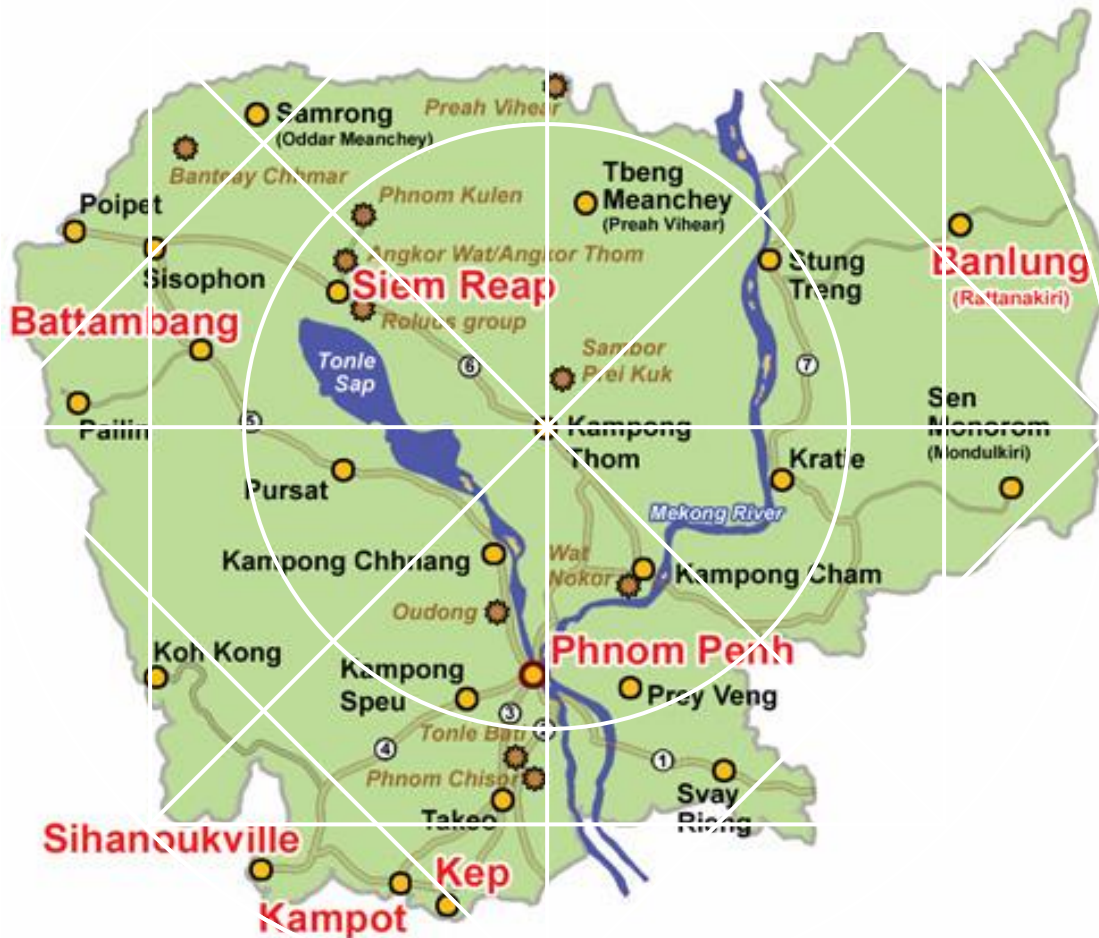 Samrong
(Oddar Meanchey)
Preah Vihear
Banteay Chhmar
Tbeng
Meanchey
(Preah Vihear)
Poipet
Phnom Kulen
Sisophon
Angkor Wat/Angkor Thom
Siem Reap
Stung
Treng
Banlung
(Rattanakiri)
Battambang
Roluos group
Tonle
Sap
6
Sambor
Prei Kuk
7
Pailin
5
Kampong
Thom
Sen
Monorom
(Mondulkiri)
Pursat
Kratie
Mekong River
Kampong Chhnang
Wat
Nokor
Kampong Cham
Oudong
Koh Kong
Phnom Penh
Kampong
Speu
Prey Veng
3
Tonle Bati
4
1
Phnom Chisor
Svay
Rieng
Takeo
Sihanoukville
Kep
Kampot